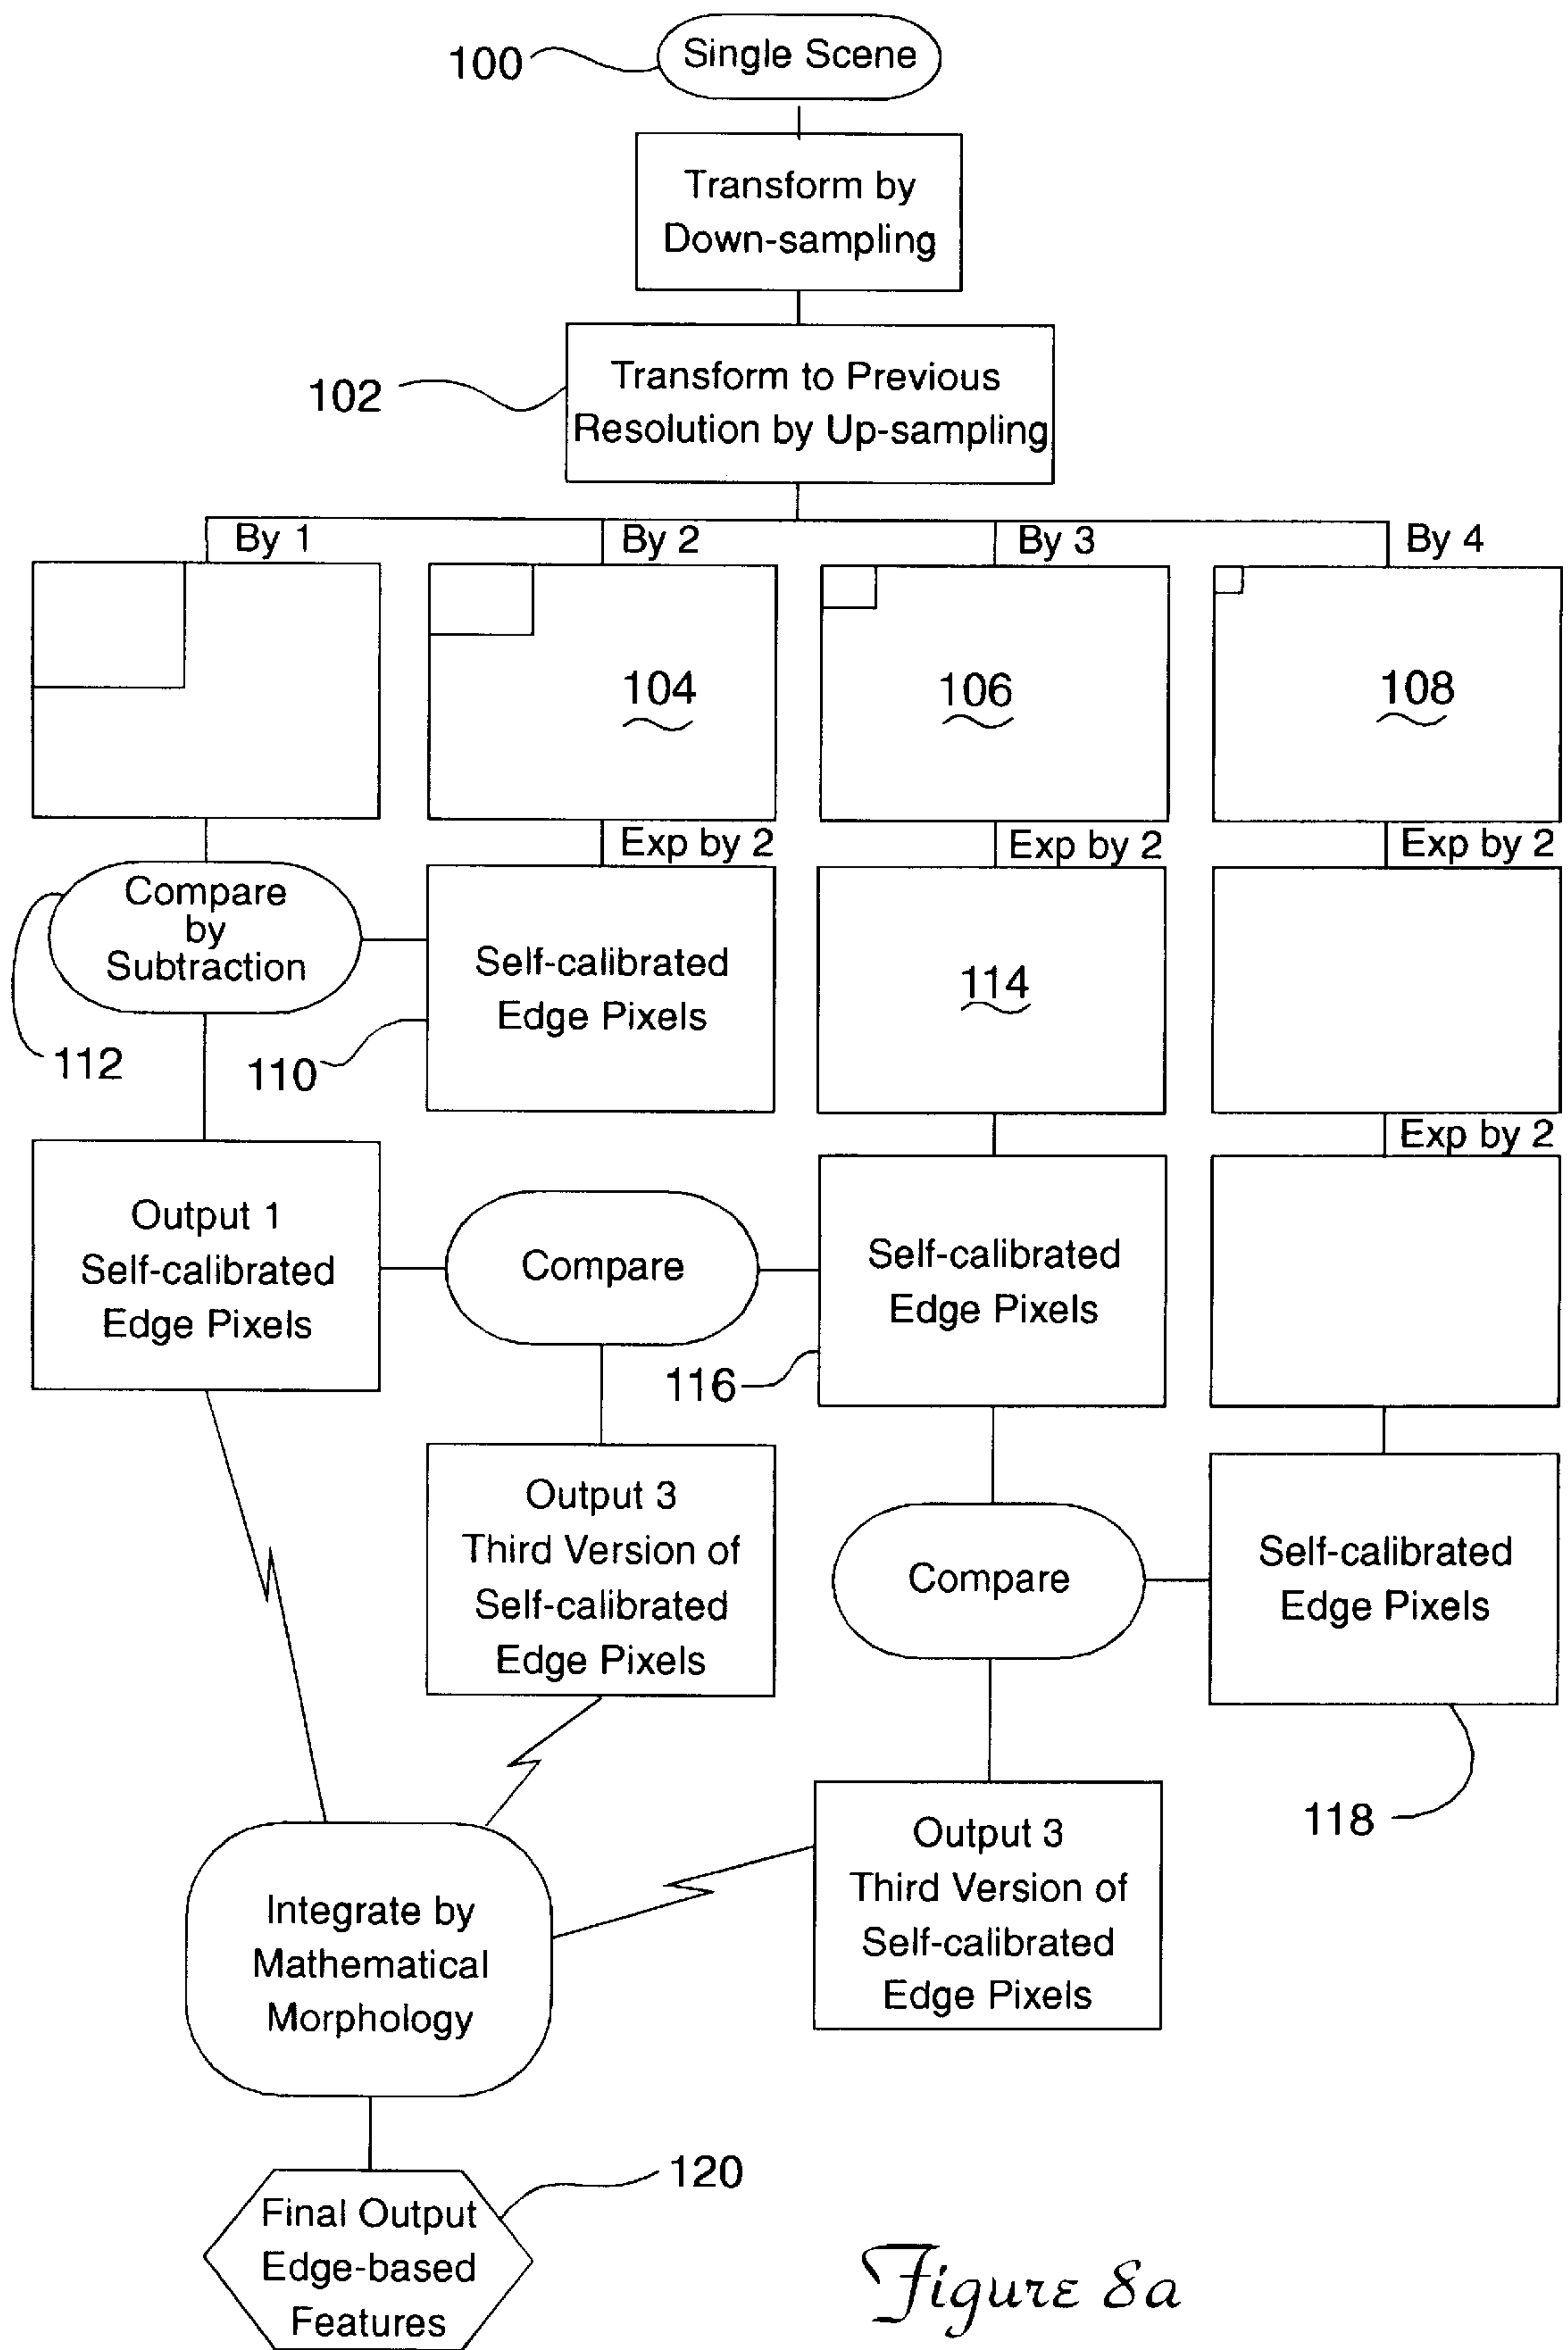 100
Single Scene
Transform by
Down-sampling
102
Transform to Previous
Resolution by Up-sampling
By 1
By 2
By 3
By 4
104
106
108
Exp by 2
Exp by 2
Exp by 2
Compare
by
Subtraction
Self-calibrated
Edge Pixels
114
112
110
Exp by 2
Output 1
Self-calibrated
Edge Pixels
Compare
Self-calibrated
Edge Pixels
116
Output 3
Third Version of
Self-calibrated
Edge Pixels
Compare
Self-calibrated
Edge Pixels
118
Output 3
Third Version of
Self-calibrated
Edge Pixels
Integrate by
Mathematical
Morphology
120
Final Output
Edge-based
Features
Figure 8a